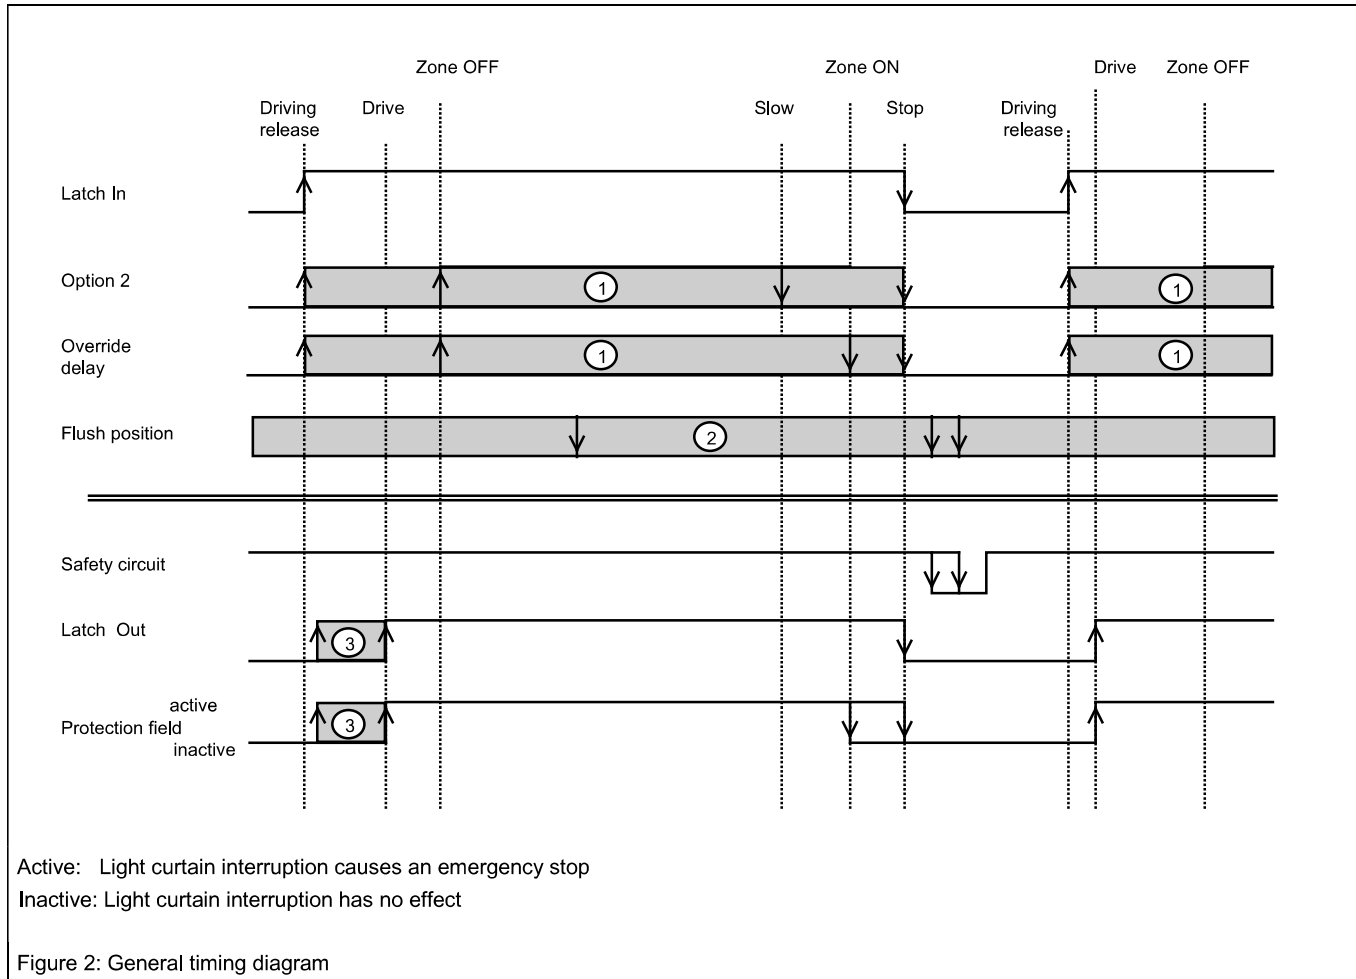 Zone OFF Zone ON Drive Zone OFF
Driving Drive Slow Stop Driving
release release
Latch In
Option 2 1 1
Override 1 1
delay
Flush position 2
Safety circuit
Latch Out 3
active
Protection field 3
inactive
Active: Light curtain interruption causes an emergency stop
Inactive: Light curtain interruption has no effect
Figure 2: General timing diagram